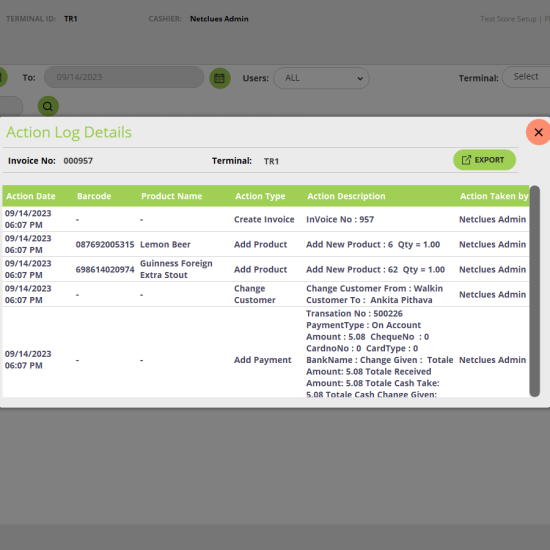 TERMINAL ID: TR1 CASHIER: Netclues Admin Test Score Setup |
To: 09/14/2023 Users: ALL Terminal: Select
Action Log Details
Invoice No: 000957 Terminal: TR1 EXPORT
Action Date Barcode Product Name Action Type Action Description Action Taken by
09/14/2023
06:07 PM - - Create Invoice InVoice No : 957 Netclues Admin
09/14/2023
06:07 PM 087692005315 Lemon Beer Add Product Add New Product : 6 Qty = 1.00 Netclues Admin
09/14/2023
06:07 PM 698614020974 Guinness Foreign
Extra Stout Add Product Add New Product : 62 Qty = 1.00 Netclues Admin
09/14/2023
06:07 PM - - Change
Customer Change Customer From : Walkin
Customer To : Ankita Pithava Netclues Admin
09/14/2023
06:07 PM - - Add Payment Transation No : 500226
PaymentType : On Account
Amount : 5.08 ChequeNo : 0
CardnoNo : 0 CardType : 0
BankName : Change Given : Totale
Amount: 5.08 Totale Received
Amount: 5.08 Totale Cash Take:
5.08 Totale Cash Change Given: Netclues Admin